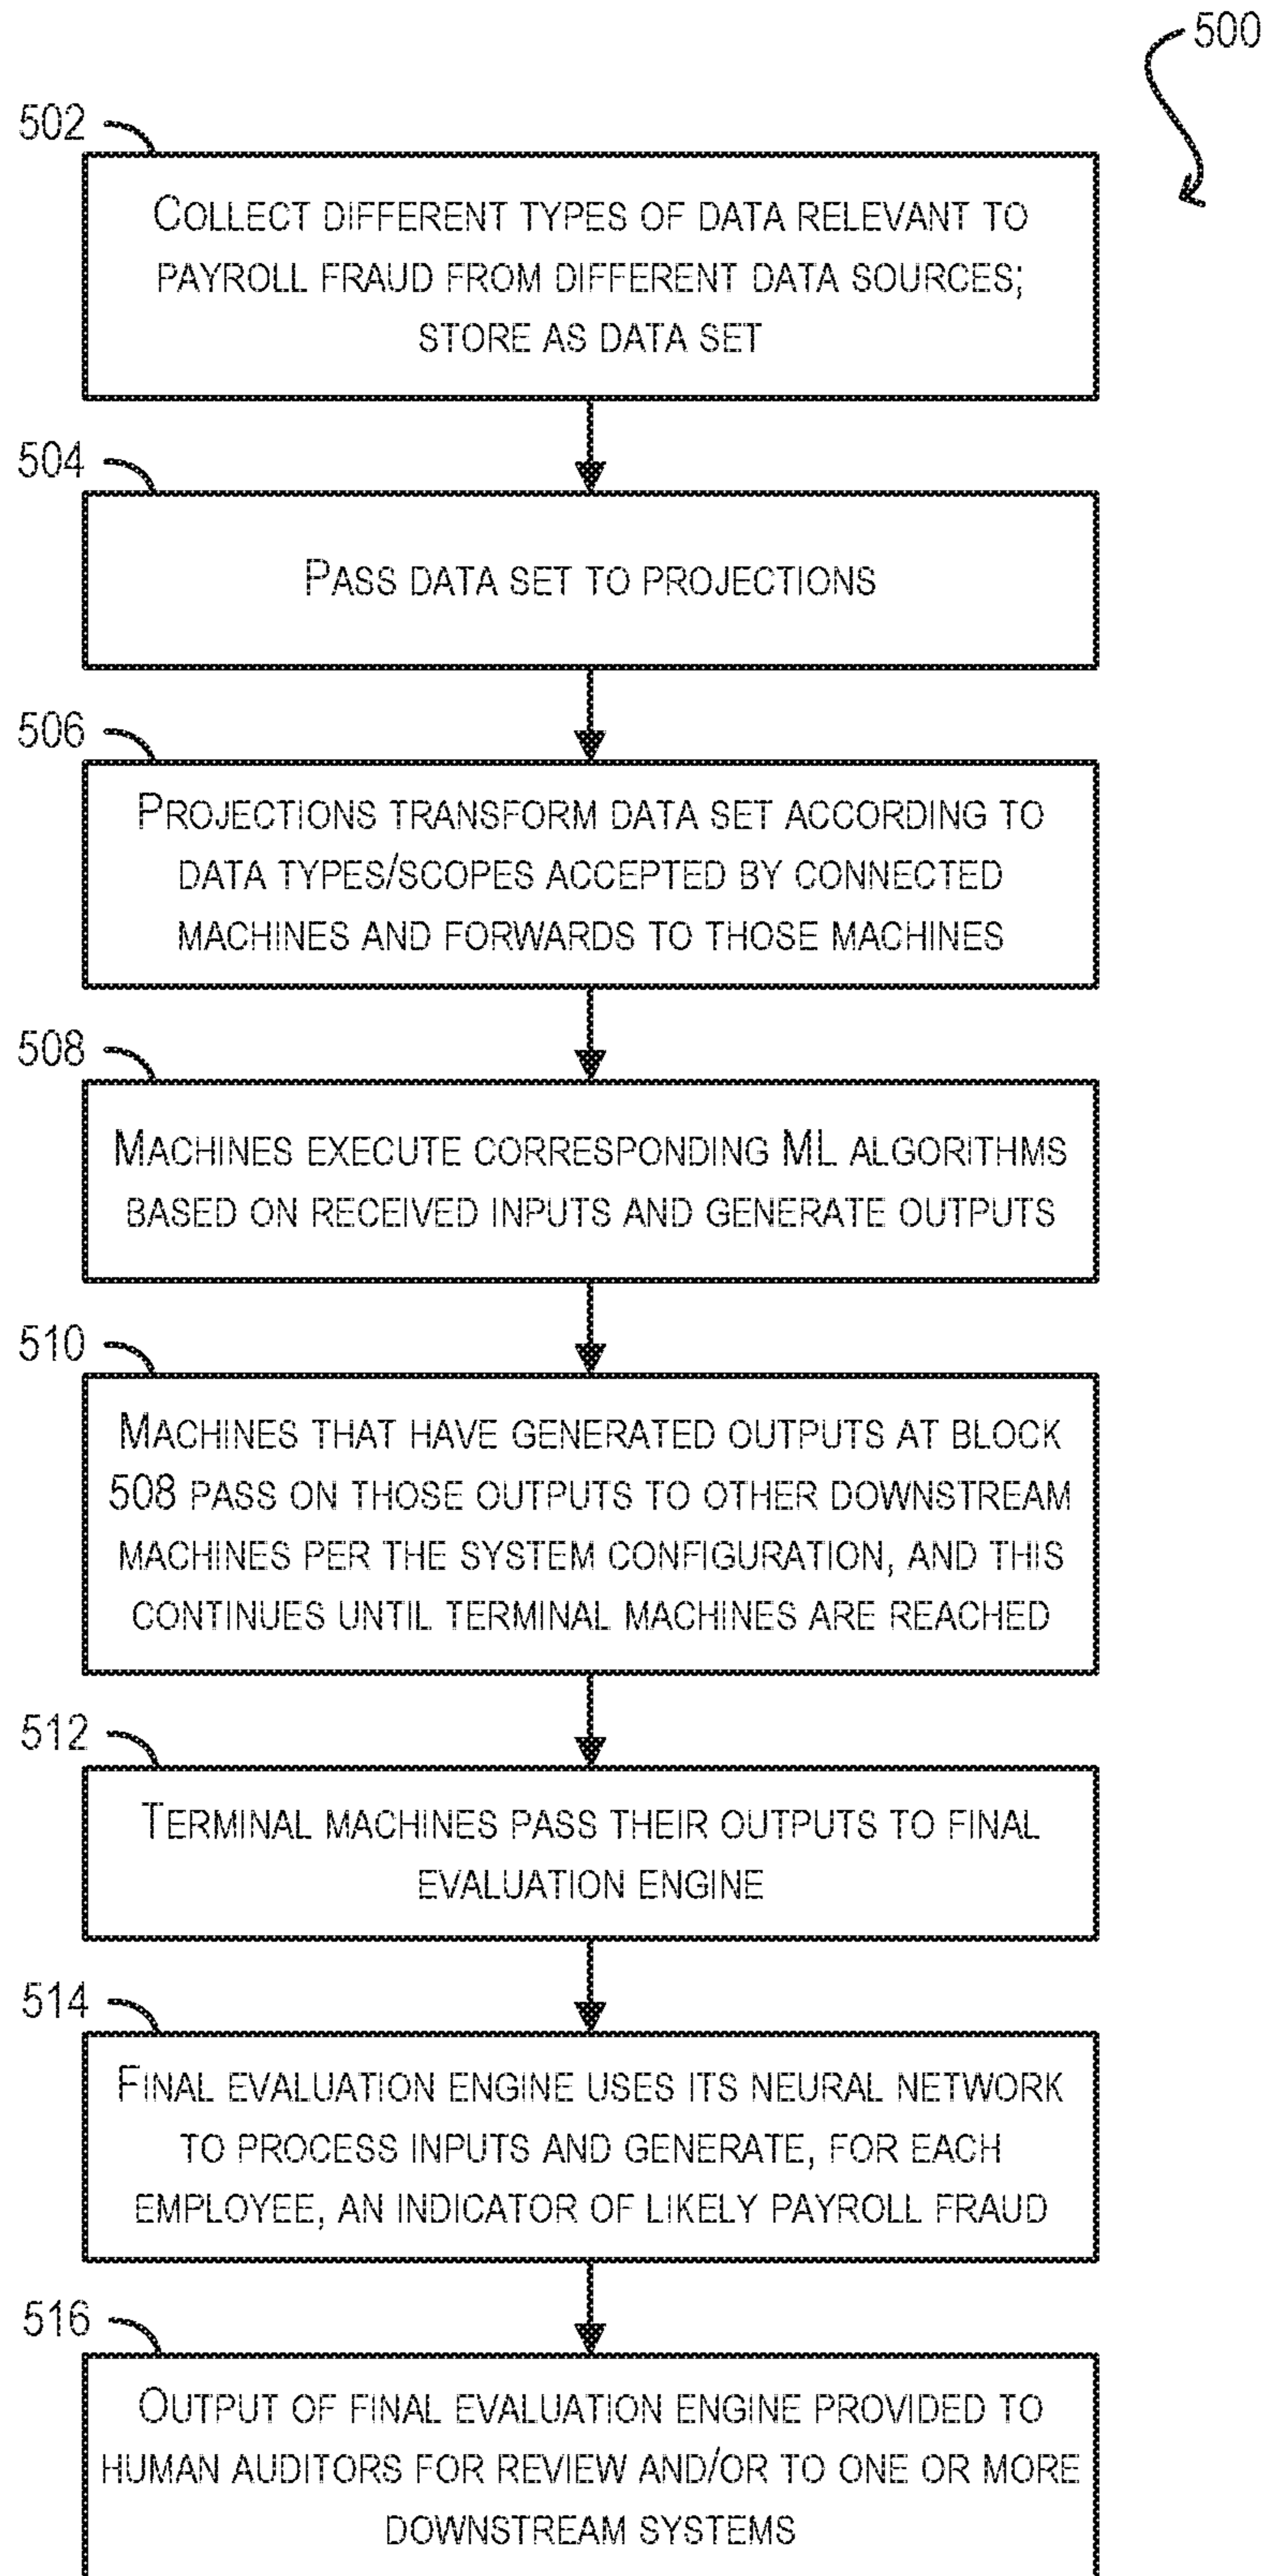 500
502
COLLECT DIFFERENT TYPES OF DATA RELEVANT TO
PAYROLL FRAUD FROM DIFFERENT DATA SOURCES;
STORE AS DATA SET
504
PASS DATA SET TO PROJECTIONS
506
PROJECTIONS TRANSFORM DATA SET ACCORDING TO
DATA TYPES/SCOPES ACCEPTED BY CONNECTED
MACHINES AND FORWARDS TO THOSE MACHINES
508
MACHINES EXECUTE CORRESPONDING ML ALGORITHMS
BASED ON RECEIVED INPUTS AND GENERATE OUTPUTS
510
MACHINES THAT HAVE GENERATED OUTPUTS AT BLOCK
508 PASS ON THOSE OUTPUTS TO OTHER DOWNSTREAM
MACHINES PER THE SYSTEM CONFIGURATION, AND THIS
CONTINUES UNTIL TERMINAL MACHINES ARE REACHED
512
TERMINAL MACHINES PASS THEIR OUTPUTS TO FINAL
EVALUATION ENGINE
514
FINAL EVALUATION ENGINE USES ITS NEURAL NETWORK
TO PROCESS INPUTS AND GENERATE, FOR EACH
EMPLOYEE, AN INDICATOR OF LIKELY PAYROLL FRAUD
516
OUTPUT OF FINAL EVALUATION ENGINE PROVIDED TO
HUMAN AUDITORS FOR REVIEW AND/OR TO ONE OR MORE
DOWNSTREAM SYSTEMS